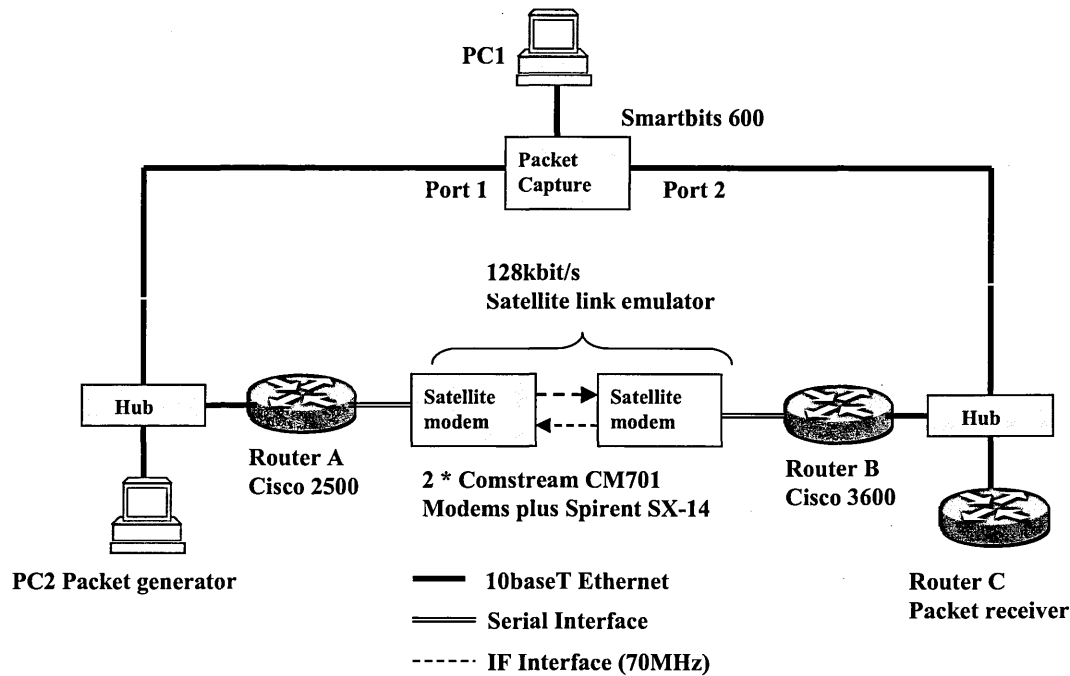 PC1
Smartbits 600
Packet
Capture
Port 1
Port 2
128kbit/s
Satellite link emulator
Hub
Satellite
modem
Satellite
modem
Hub
Router A
Cisco 2500
2 * Comstream CM701
Modems plus Spirent SX-14
Router B
Cisco 3600
PC2 Packet generator
Router C
Packet receiver
10baseT Ethernet
Serial Interface
IF Interface (70MHz)